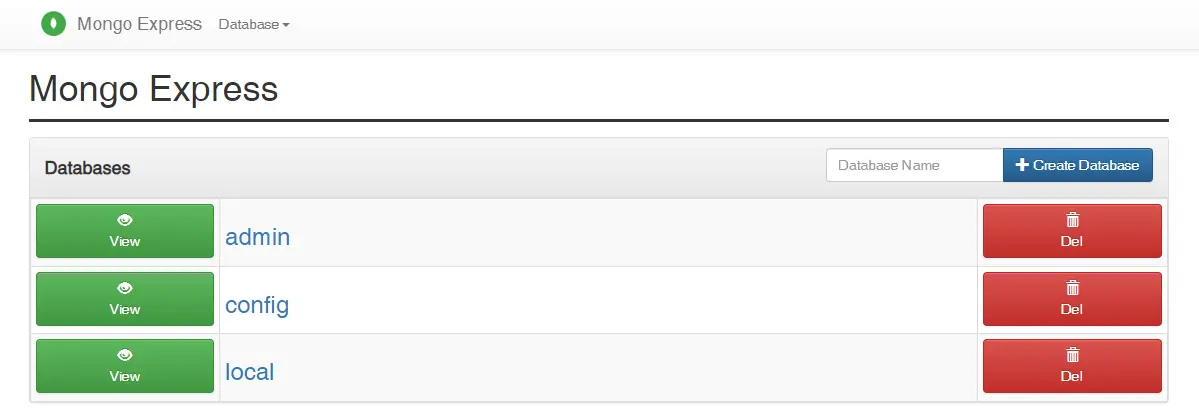 Mongo Express Database
Mongo Express
Databases Database Name Create Database
View admin Del
View config Del
View local Del